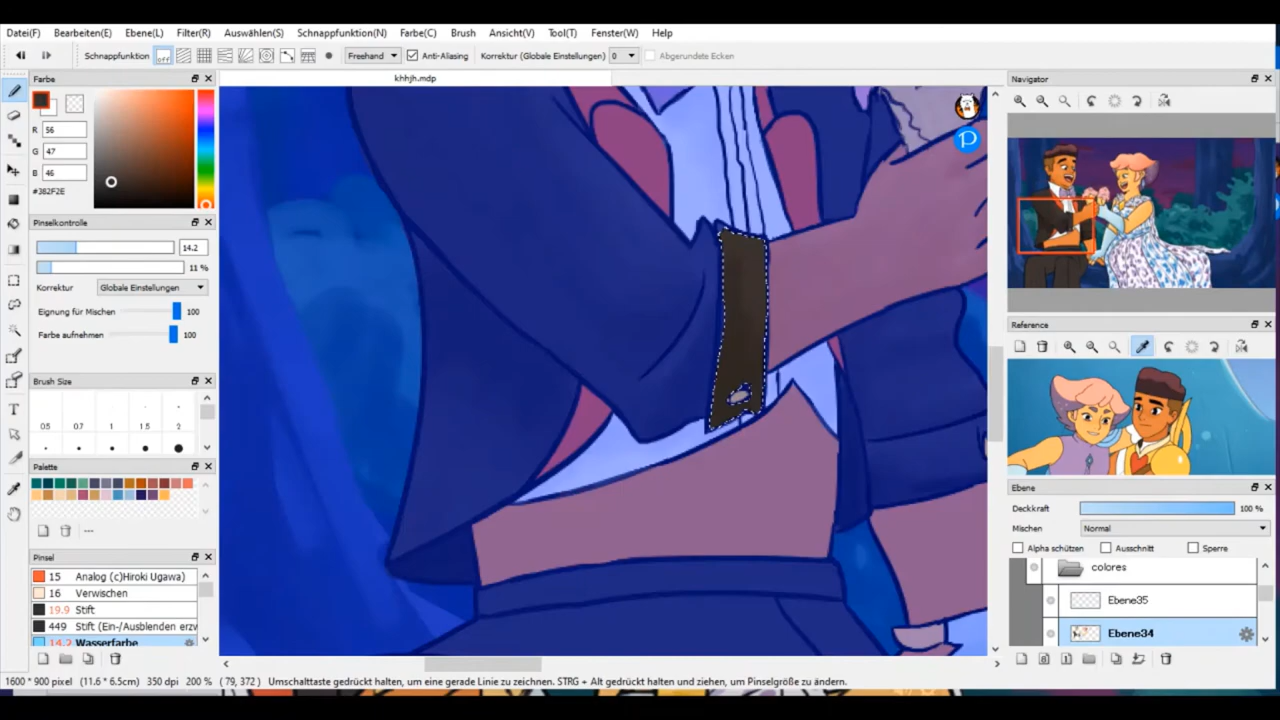 Datei(F) Bearbeiten(E) Ebene(L) Filter(R) Auswählen(S) Schnappfunktion(N) Farbe(C) Brush Ansicht(V) Tool(T) Fenster(W) Help
Schnappfunktion off Freehand Anti-Aliasing Korrektur (Globale Einstellungen) 0 Abgerundete Ecken
Farbe
khhjh.mdp
Navigator
R 56
G 47
B 46
#382F2E
Pinselkontrolle
14.2
11 %
Korrektur Globale Einstellungen
Eignung für Mischen 100
Farbe aufnehmen 100
Reference
Brush Size
0.5 0.7 1 1.5 2
Palette
Ebene
Deckkraft 100 %
Mischen Normal
Alpha schützen Ausschnitt Sperre
colores
Ebene35
Ebene34
Pinsel
15 Analog (c)Hiroki Ugawa)
16 Verwischen
19.9 Stift
449 Stift (Ein-/Ausblenden erzw
14.2 Wasserfarbe
1600 * 900 pixel (11.6 * 6.5cm) 350 dpi 200 % ( 79, 372 ) Umschalttaste gedrückt halten, um eine gerade Linie zu zeichnen. STRG + Alt gedrückt halten und ziehen, um Pinselgröße zu ändern.